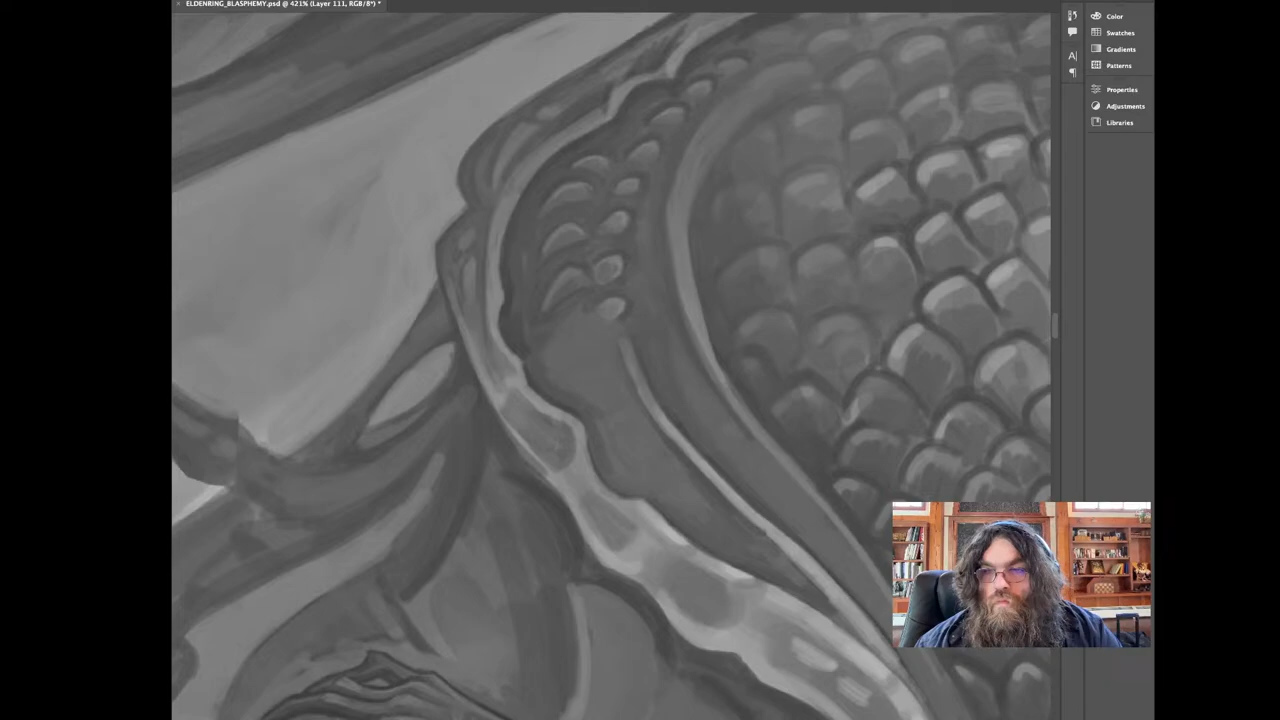 × ELDENRING_BLASPHEMY.psd @ 421% (Layer 111, RGB/8*) *
Color
Swatches
Gradients
A|
Patterns
¶
Properties
Adjustments
Libraries